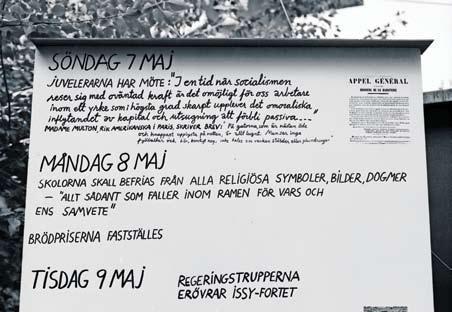 SÖNDAG 7 MAJ
JUVELERARNA HAR MÖTE: "I en tid när socialismen
reser sig med oväntad kraft är det omöjligt för oss arbetare
inom ett yrke som i högsta grad skarpt upplever det omoraliska
inflytandet av kapital och utsugning att förbli passiva...."
MADAME MULTON, RIK AMERIKANSKA I PARIS, SKRIVER BREV:
APPEL GÉNÉRAL
MÅNDAG 8 MAJ
SKOLORNA SKALL BEFRIAS FRÅN ALLA RELIGIÖSA SYMBOLER, BILDER, DOGMER
– "ALLT SÅDANT SOM FALLER INOM RAMEN FÖR VARS OCH
ENS SAMVETE"
BRÖDPRISERNA FASTSTÄLLES
TISDAG 9 MAJ
REGERINGSTRUPPERNA
ERÖVRAR ISSY-FORTET